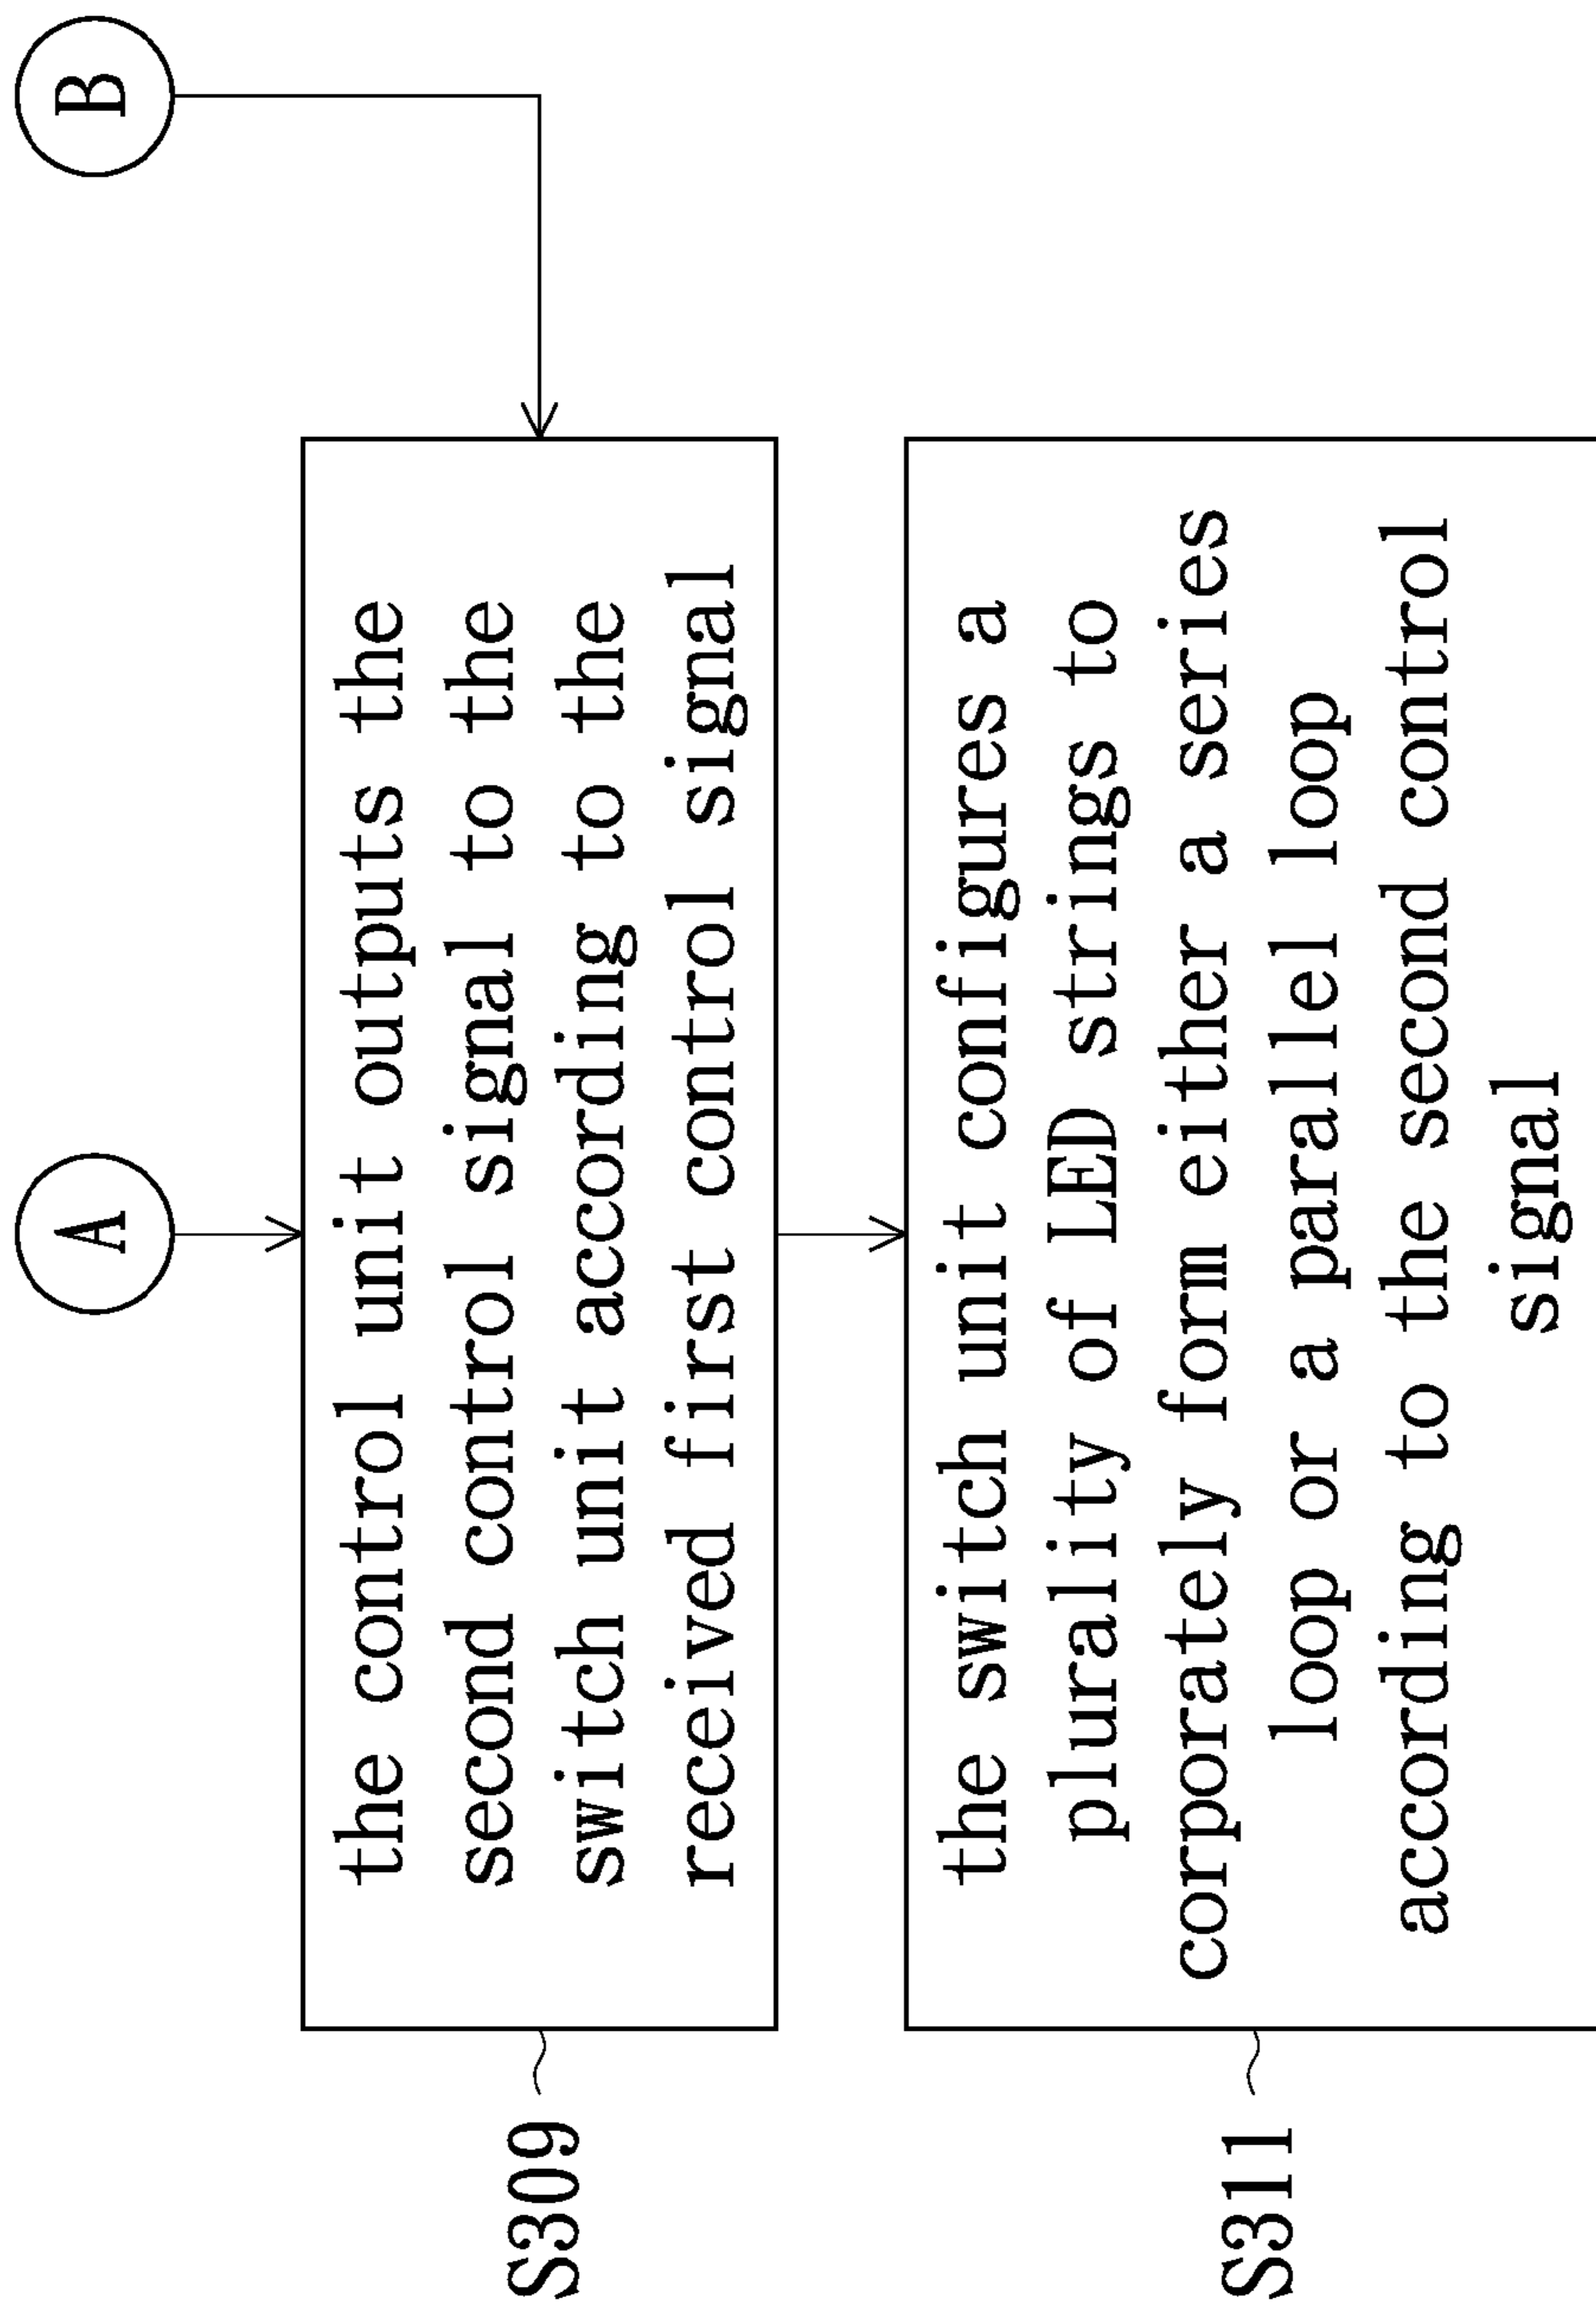 A
B
S309
the control unit outputs the
second control signal to the
switch unit according to the
received first control signal
S311
the switch unit configures a
plurality of LED strings to
corporately form either a series
loop or a parallel loop
according to the second control
signal